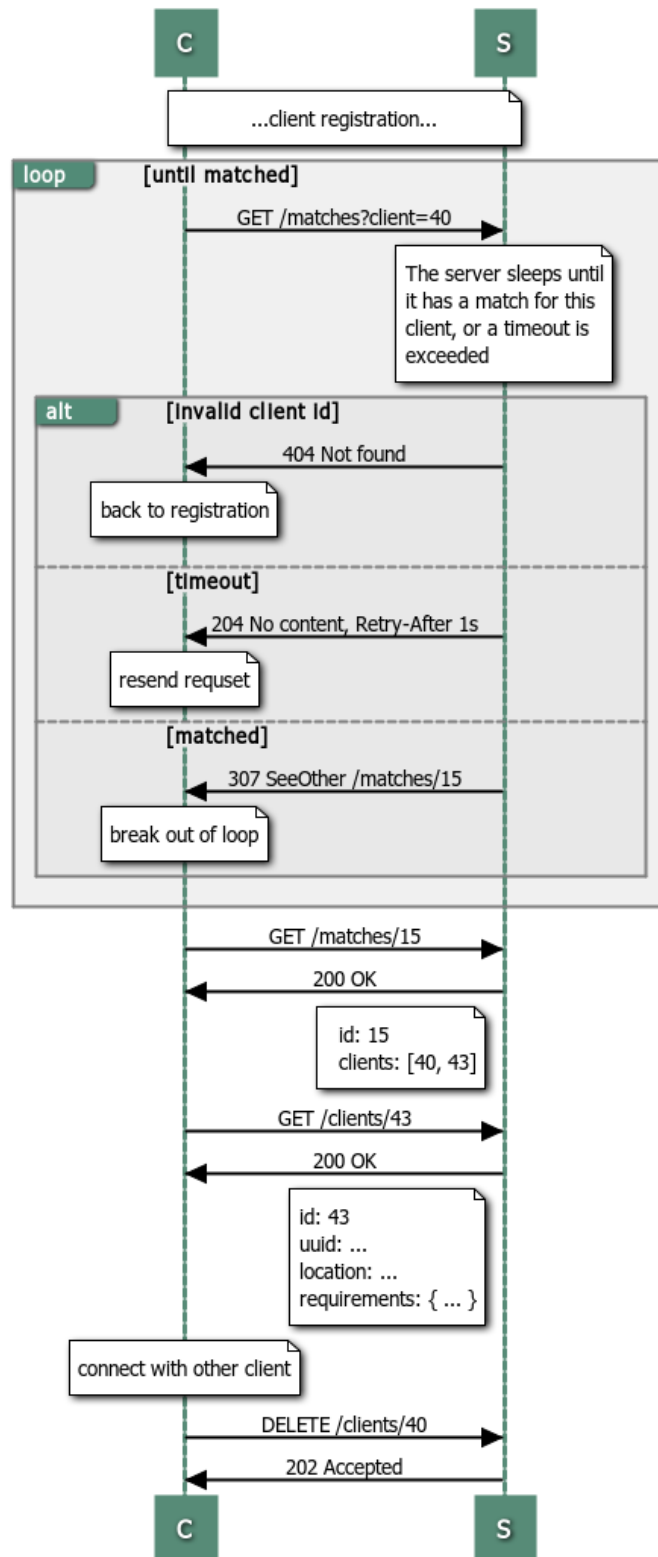 C S
...client registration...
loop [until matched]
GET /matches?client=40
The server sleeps until
it has a match for this
client, or a timeout is
exceeded
alt [invalid client id]
404 Not found
back to registration
[timeout]
204 No content, Retry-After 1s
resend requset
[matched]
307 SeeOther /matches/15
break out of loop
GET /matches/15
200 OK
id: 15
clients: [40, 43]
GET /clients/43
200 OK
id: 43
uuid: ...
location: ...
requirements: { ... }
connect with other client
DELETE /clients/40
202 Accepted
C S